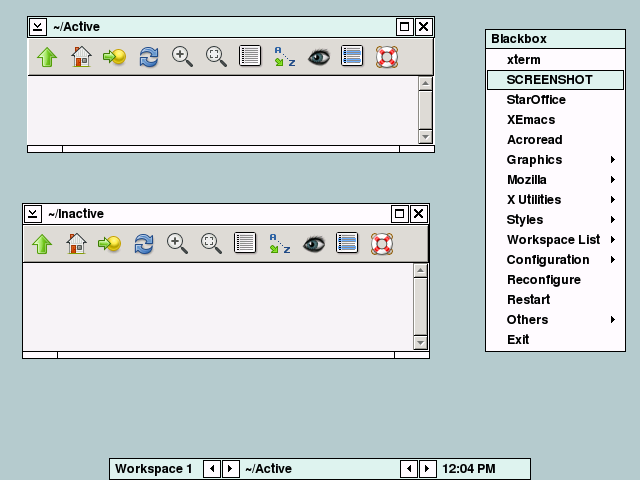 ~/Active
A
Z
~/Inactive
A
Z
Blackbox
xterm
SCREENSHOT
StarOffice
XEmacs
Acroread
Graphics
Mozilla
X Utilities
Styles
Workspace List
Configuration
Reconfigure
Restart
Others
Exit
Workspace 1
~/Active
12:04 PM